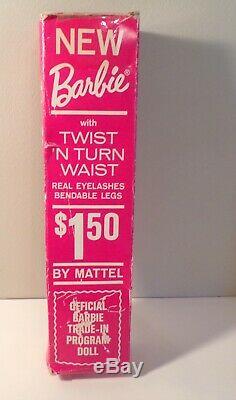 NEW
Barbie®
with
TWIST
'N TURN
WAIST
REAL EYELASHES
BENDABLE LEGS
$1.50
BY MATTEL
OFFICIAL
BARBIE
TRADE-IN
PROGRAM
DOLL